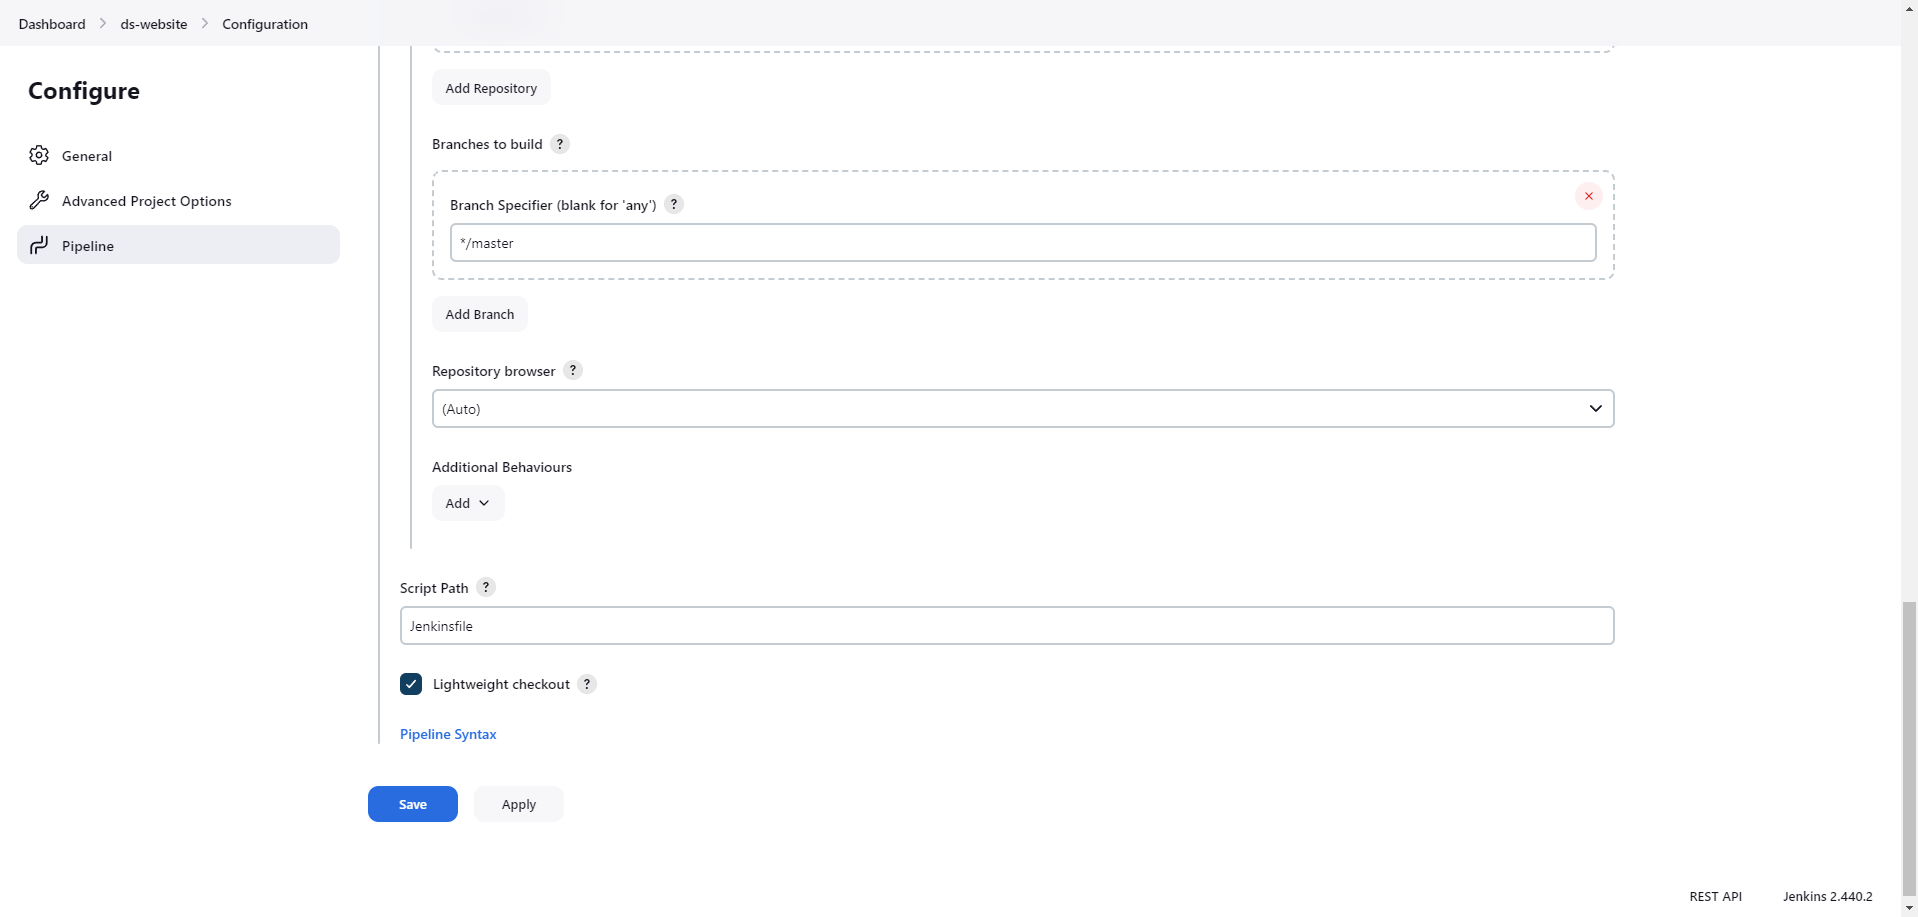 Dashboard > ds-website > Configuration
Configure
General
Advanced Project Options
Pipeline
Add Repository
Branches to build ?
Branch Specifier (blank for 'any') ?
*/master
Add Branch
Repository browser ?
(Auto)
Additional Behaviours
Add
Script Path ?
Jenkinsfile
Lightweight checkout ?
Pipeline Syntax
Save Apply
REST API Jenkins 2.440.2